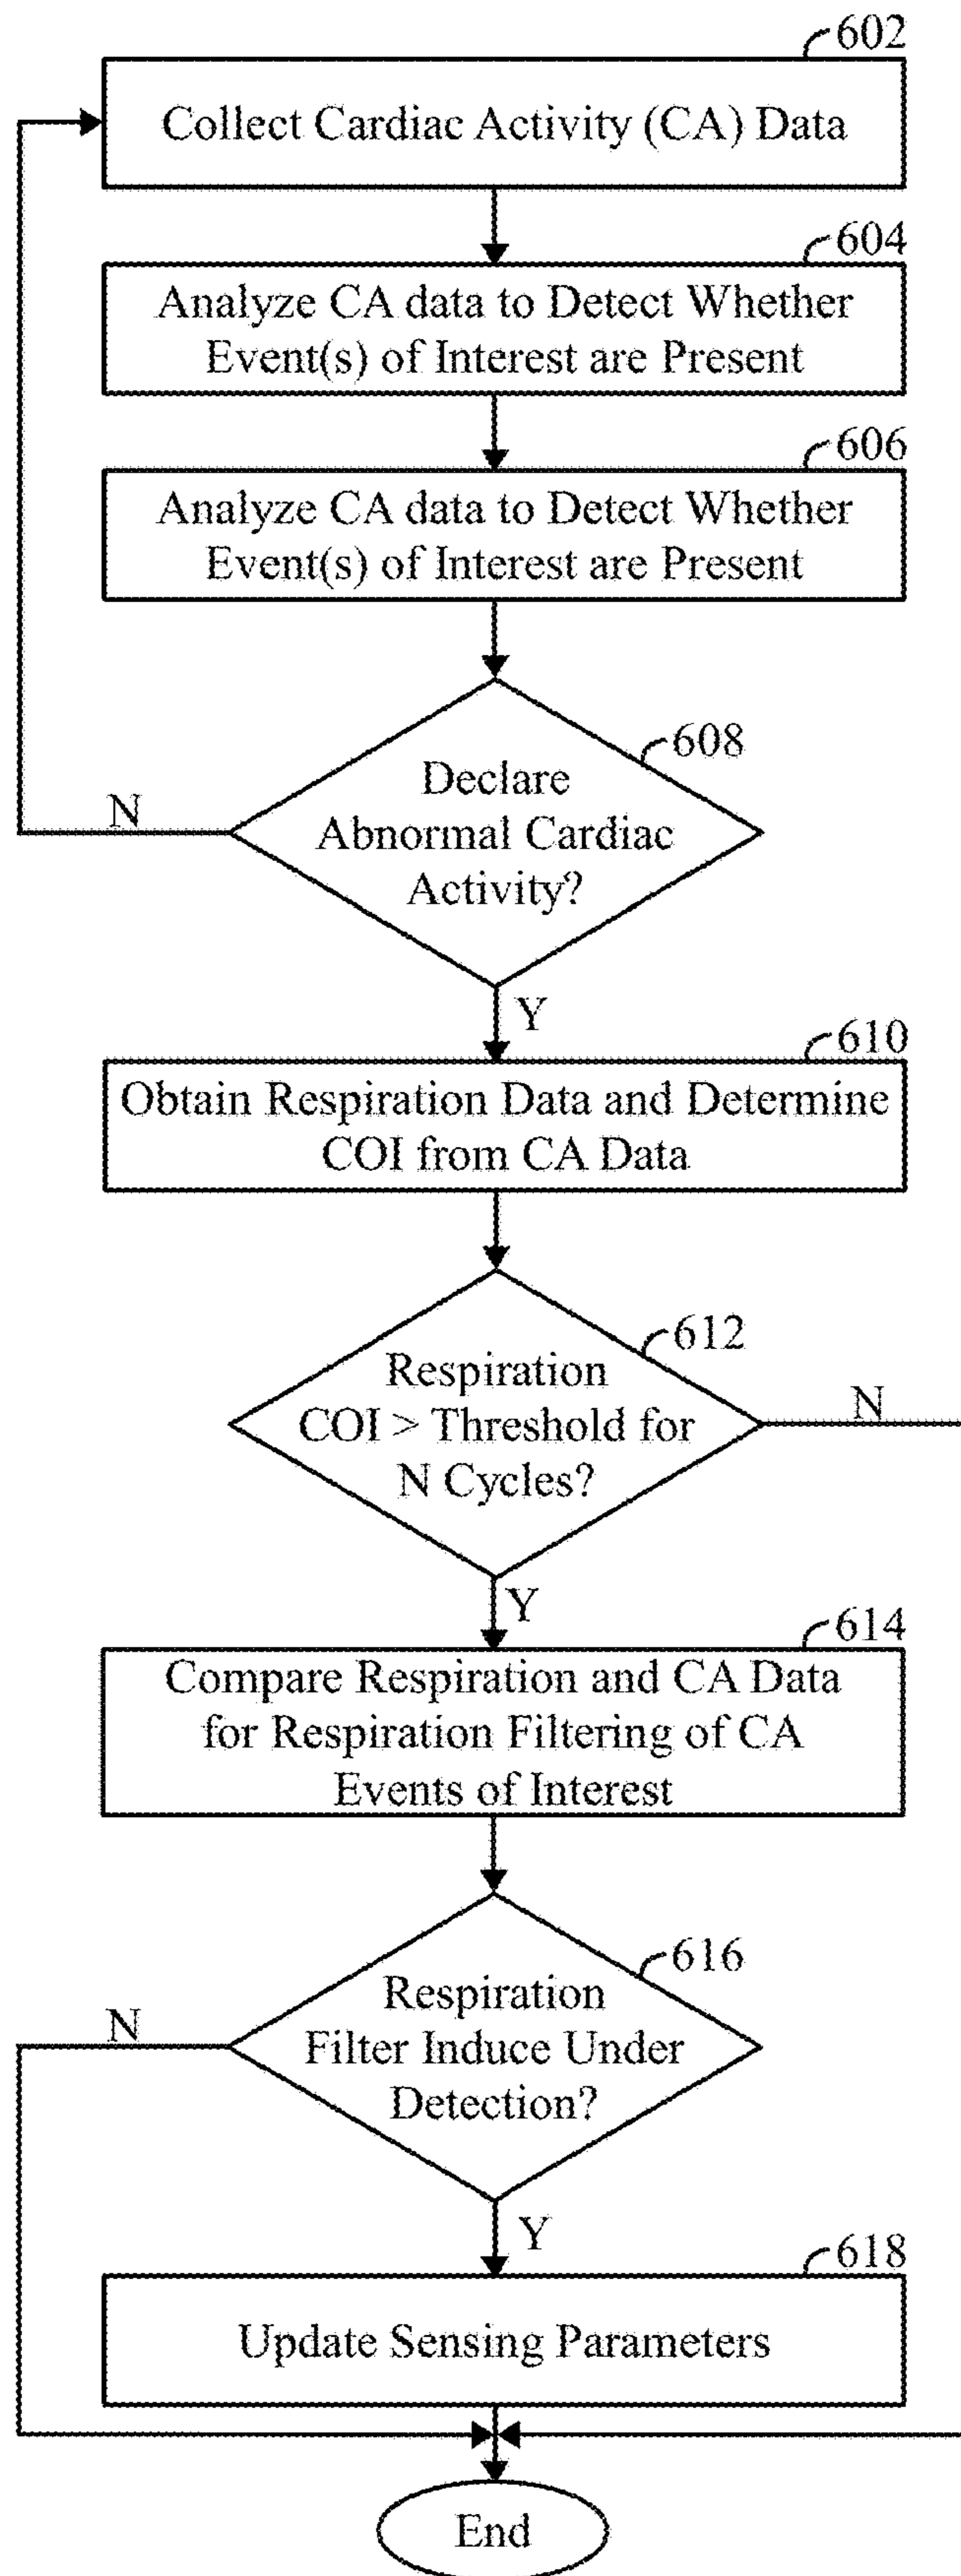 602
Collect Cardiac Activity (CA) Data
604
Analyze CA data to Detect Whether
Event(s) of Interest are Present
606
Analyze CA data to Detect Whether
Event(s) of Interest are Present
608
Declare
Abnormal Cardiac
Activity?
N
Y
610
Obtain Respiration Data and Determine
COI from CA Data
612
Respiration
COI > Threshold for
N Cycles?
N
Y
614
Compare Respiration and CA Data
for Respiration Filtering of CA
Events of Interest
616
Respiration
Filter Induce Under
Detection?
N
Y
618
Update Sensing Parameters
End